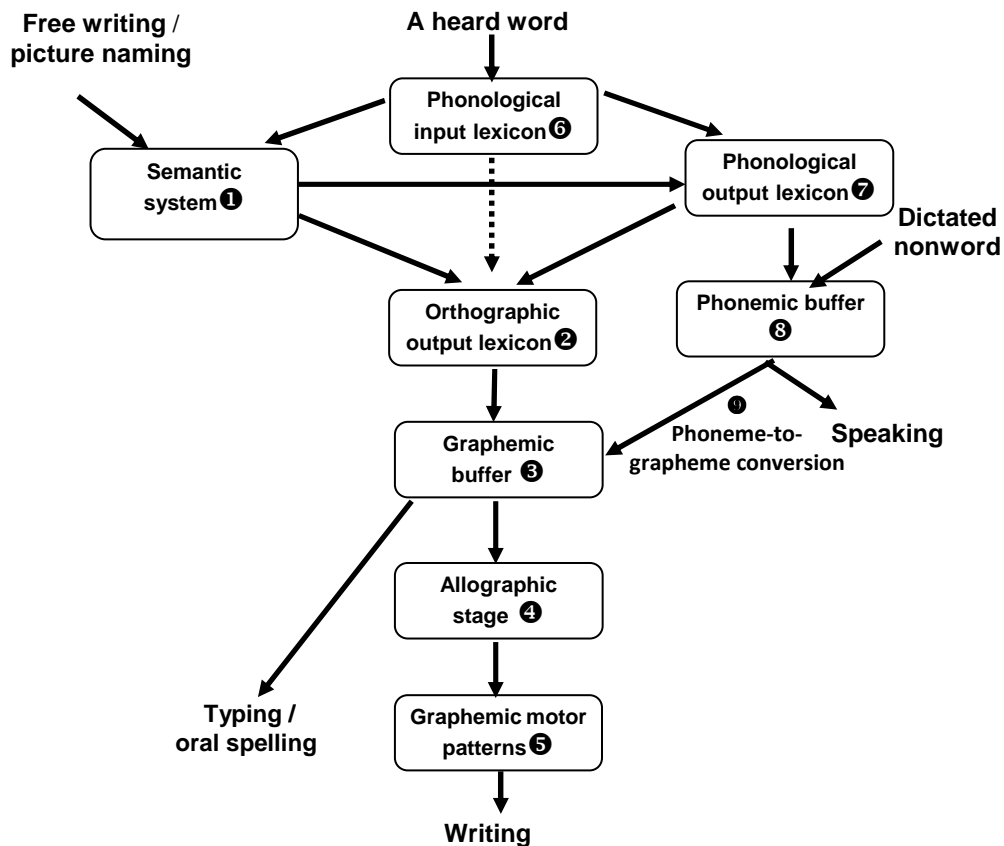 Free writing /
picture naming
A heard word
Phonological
input lexicon❻
Semantic
system❶
Phonological
output lexicon❼
Dictated
nonword
Orthographic
output lexicon❷
Phonemic buffer
❽
❾
Phoneme-to-
grapheme conversion
Speaking
Graphemic
buffer ❸
Allographic
stage ❹
Typing /
oral spelling
Graphemic motor
patterns❺
Writing